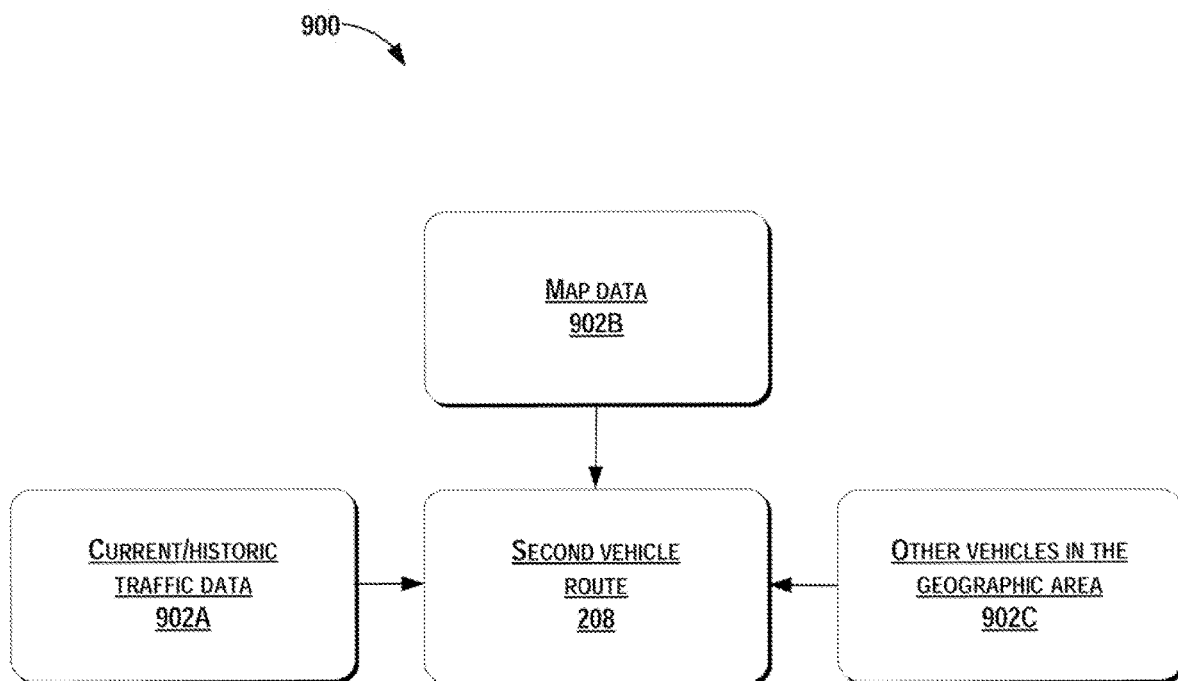 900
MAP DATA
902B
CURRENT/HISTORIC
TRAFFIC DATA
902A
SECOND VEHICLE
ROUTE
208
OTHER VEHICLES IN THE
GEOGRAPHIC AREA
902C